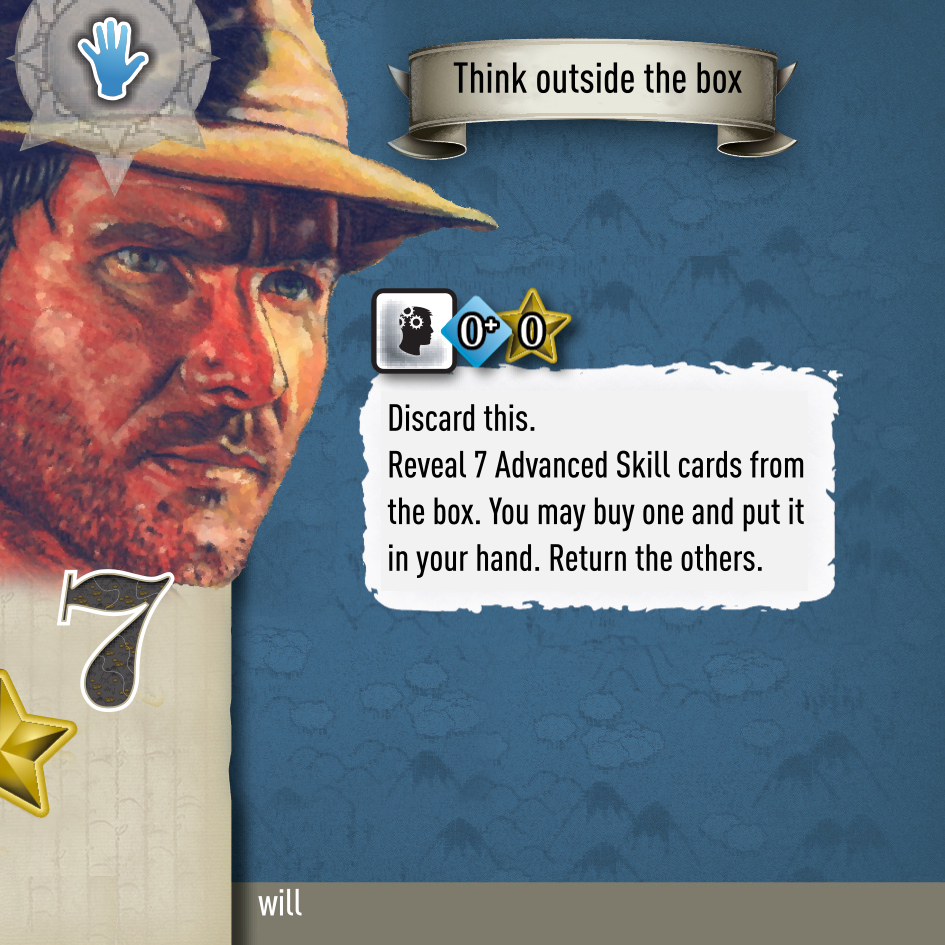 Think outside the box
0+ 0
Discard this.
Reveal 7 Advanced Skill cards from
the box. You may buy one and put it
in your hand. Return the others.
7
will